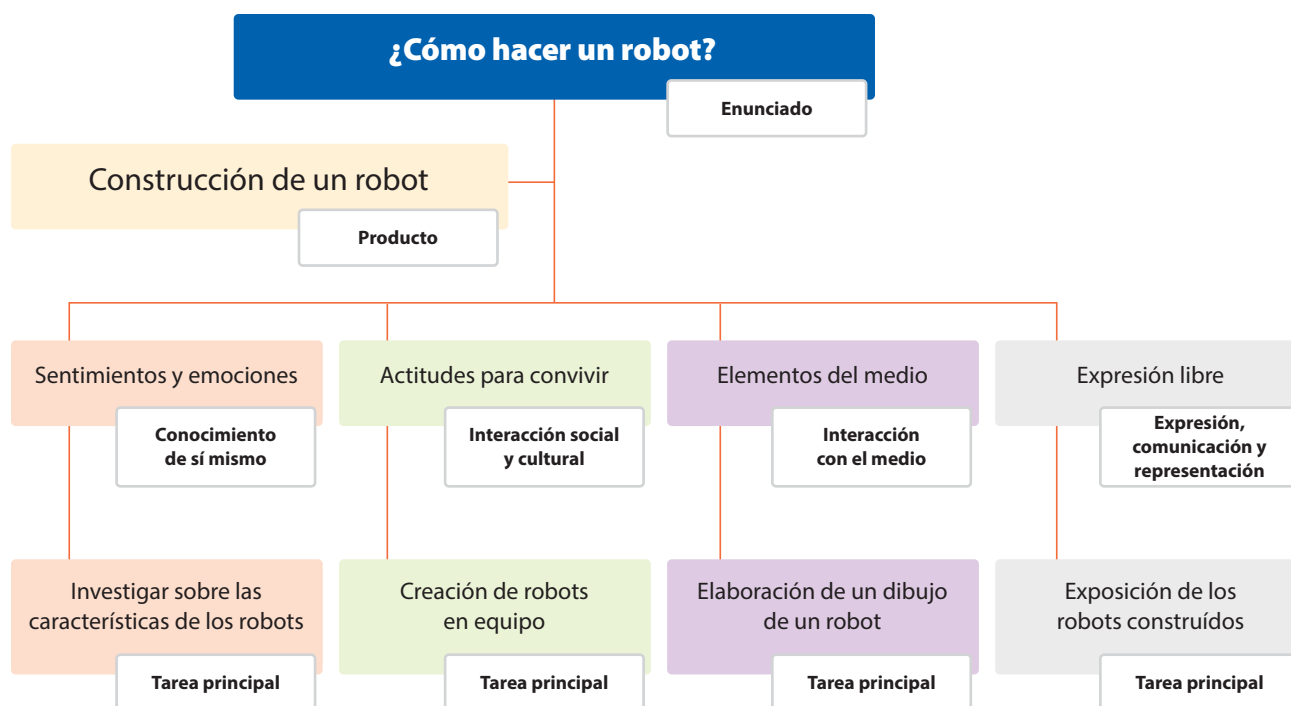 ¿Cómo hacer un robot?
Enunciado
Construcción de un robot
Producto
Sentimientos y emociones
Conocimiento
de sí mismo
Actitudes para convivir
Interacción social
y cultural
Elementos del medio
Interacción
con el medio
Expresión libre
Expresión,
comunicación y
representación
Investigar sobre las
características de los robots
Tarea principal
Creación de robots
en equipo
Tarea principal
Elaboración de un dibujo
de un robot
Tarea principal
Exposición de los
robots construídos
Tarea principal